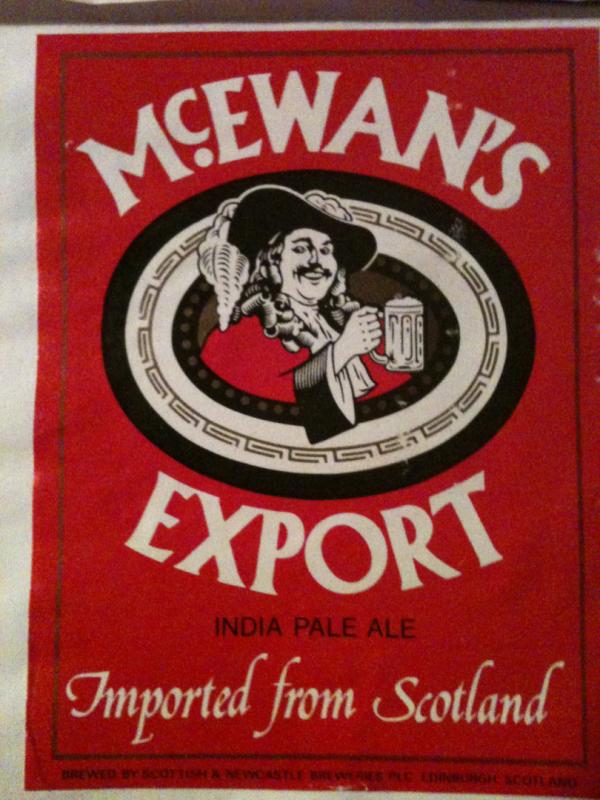 McEWAN'S
EXPORT
INDIA PALE ALE
Imported from Scotland
BREWED BY SCOTTISH & NEWCASTLE BREWERIES PLC EDINBURGH SCOTLAND